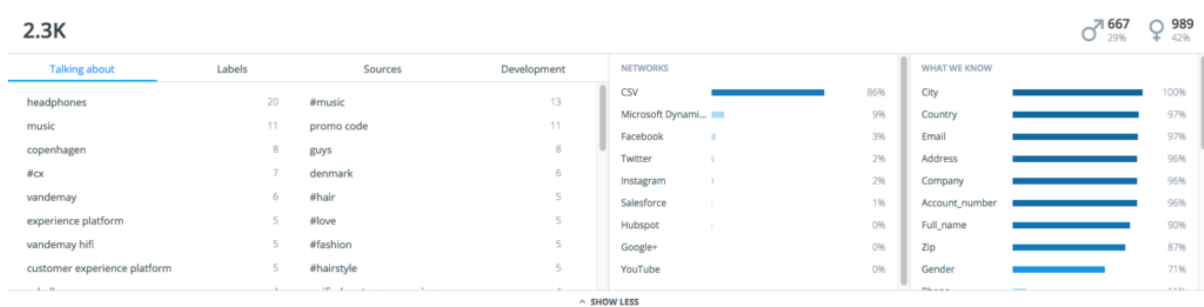 2.3K
667
29%
989
42%
Talking about Labels Sources Development
headphones 20 #music 13
music 11 promo code 11
copenhagen 8 guys 8
#cx 7 denmark 6
vandemay 6 #hair 5
experience platform 5 #love 5
vandemay hifi 5 #fashion 5
customer experience platform 5 #hairstyle 5
NETWORKS
CSV 86%
Microsoft Dynami... 9%
Facebook 3%
Twitter 2%
Instagram 2%
Salesforce 1%
Hubspot 0%
Google+ 0%
YouTube 0%
WHAT WE KNOW
City 100%
Country 97%
Email 97%
Address 96%
Company 96%
Account_number 96%
Full_name 90%
Zip 87%
Gender 71%
SHOW LESS